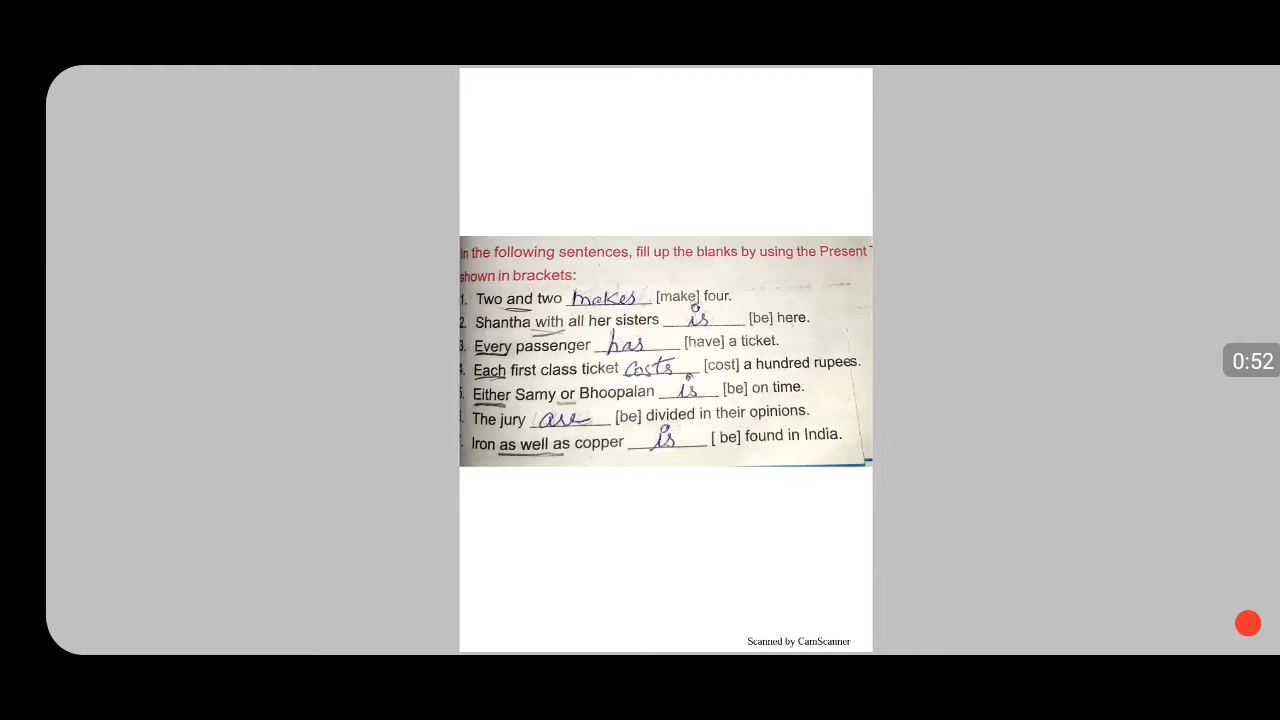 In the following sentences, fill up the blanks by using the Present
shown in brackets:
1. Two and two makes [make] four.
2. Shantha with all her sisters is [be] here.
3. Every passenger has [have] a ticket.
4. Each first class ticket costs [cost] a hundred rupees.
5. Either Samy or Bhoopalan is [be] on time.
The jury are [be] divided in their opinions.
Iron as well as copper is [ be] found in India.
Scanned by CamScanner
0:52